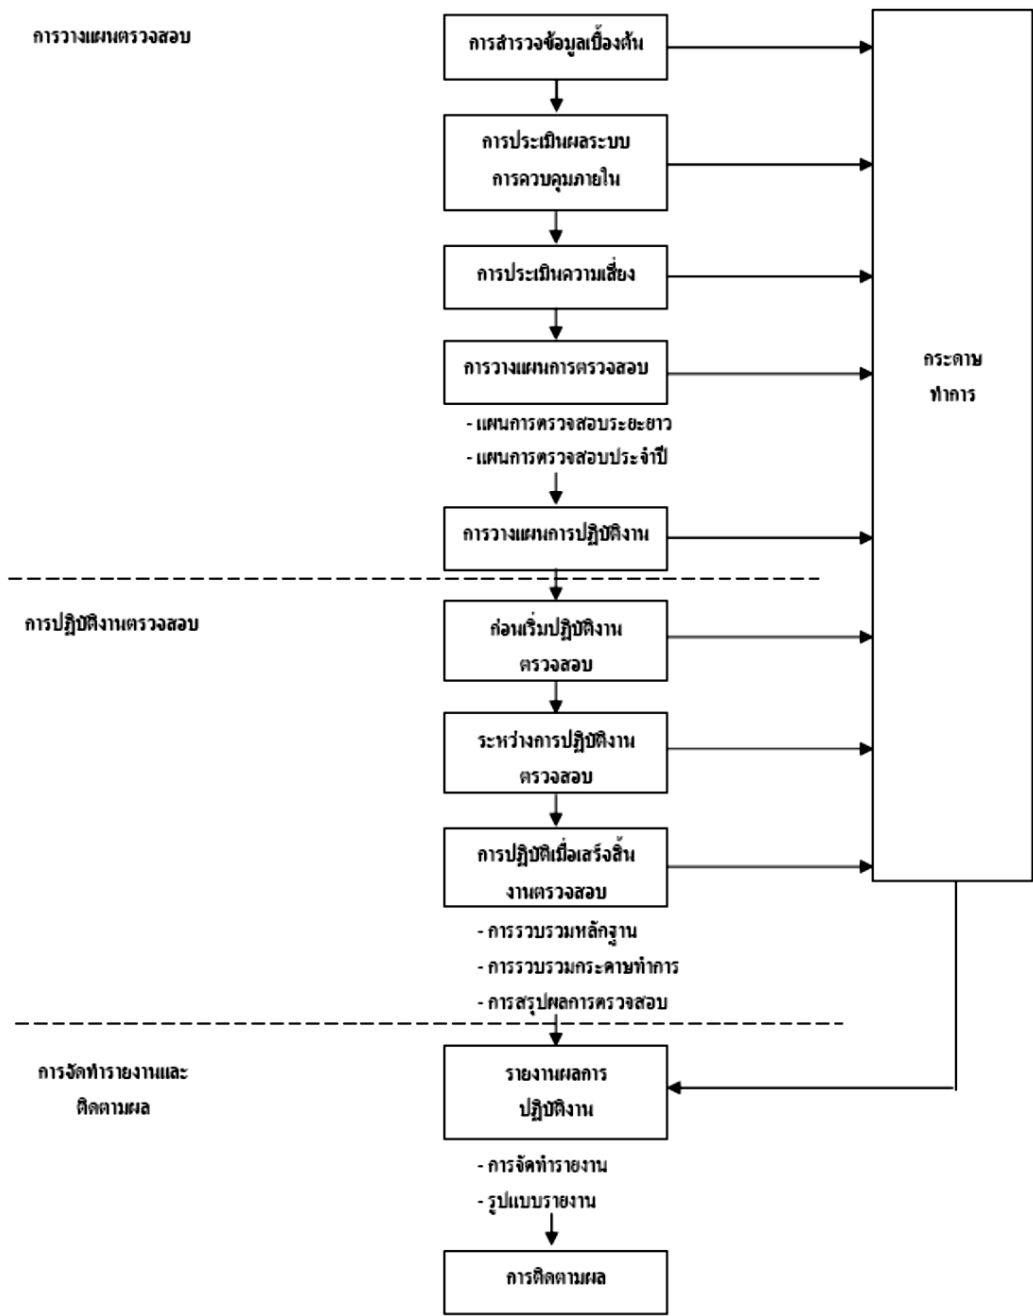 การวางแผนตรวจสอบ
การสำรวจข้อมูลเบื้องต้น
การประเมินผลระบบ
การควบคุมภายใน
การประเมินความเสี่ยง
การวางแผนการตรวจสอบ
- แผนการตรวจสอบระยะยาว
- แผนการตรวจสอบประจำปี
การวางแผนการปฏิบัติงาน
กระดาษ
ทำการ
การปฏิบัติงานตรวจสอบ
ก่อนเริ่มปฏิบัติงาน
ตรวจสอบ
ระหว่างการปฏิบัติงาน
ตรวจสอบ
การปฏิบัติเมื่อเสร็จสิ้น
งานตรวจสอบ
- การรวบรวมหลักฐาน
- การรวบรวมกระดาษทำการ
- การสรุปผลการตรวจสอบ
การจัดทำรายงานและ
ติดตามผล
รายงานผลการ
ปฏิบัติงาน
- การจัดทำรายงาน
- รูปแบบรายงาน
การติดตามผล